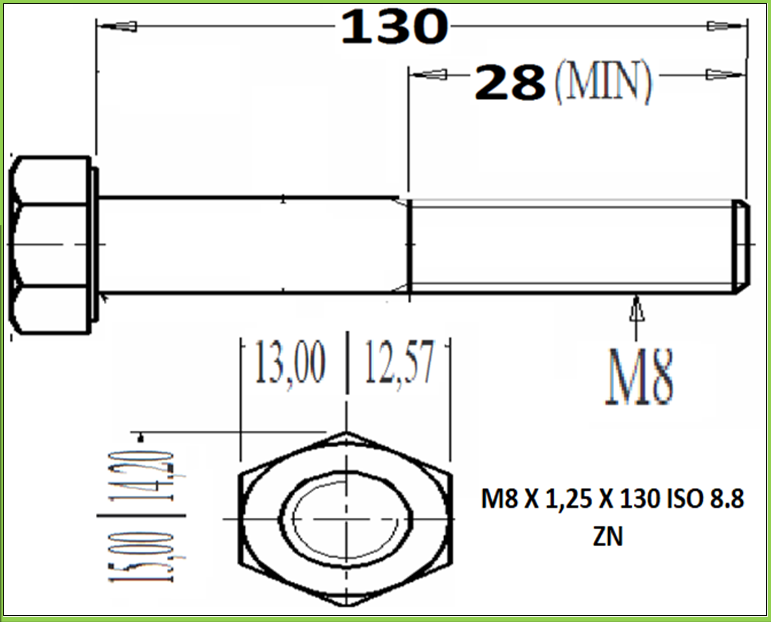 130
28 (MIN)
13,00 | 12,57
M8
15,00 | 14,20
M8 X 1,25 X 130 ISO 8.8
ZN